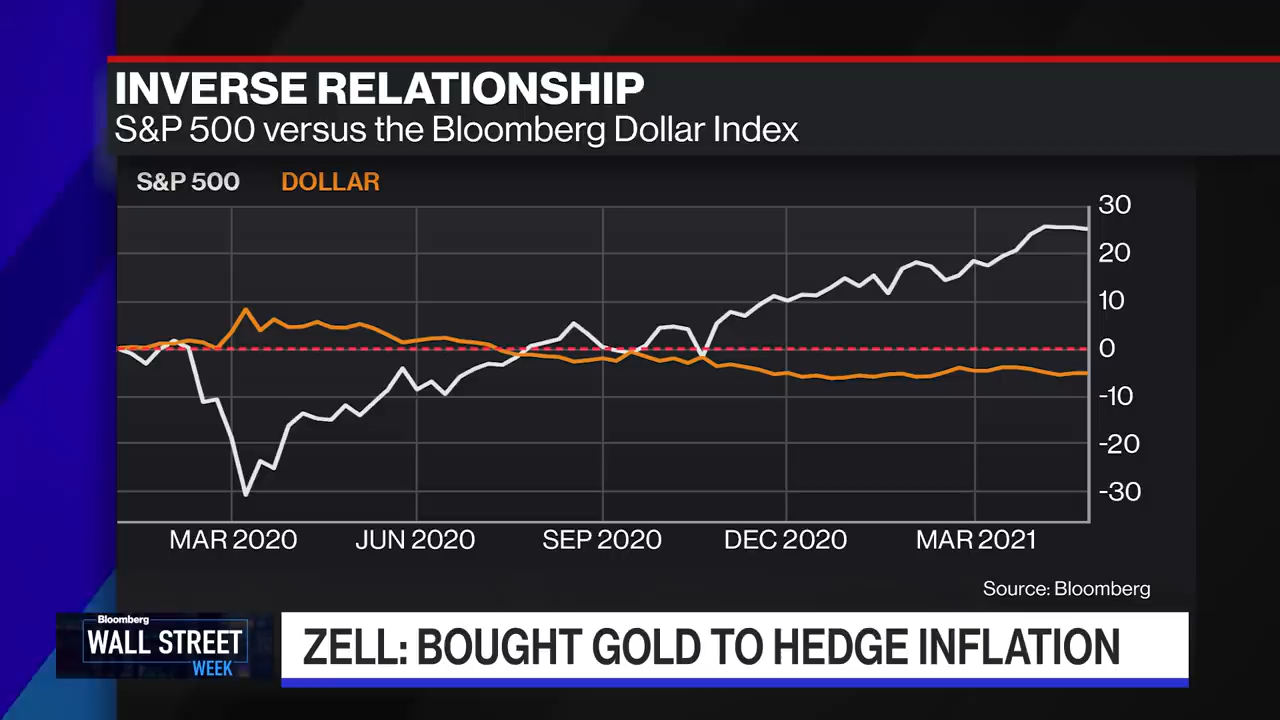 INVERSE RELATIONSHIP
S&P 500 versus the Bloomberg Dollar Index
S&P 500 DOLLAR
30
20
10
0
-10
-20
-30
MAR 2020 JUN 2020 SEP 2020 DEC 2020 MAR 2021
Source: Bloomberg
Bloomberg
WALL STREET
WEEK
ZELL: BOUGHT GOLD TO HEDGE INFLATION